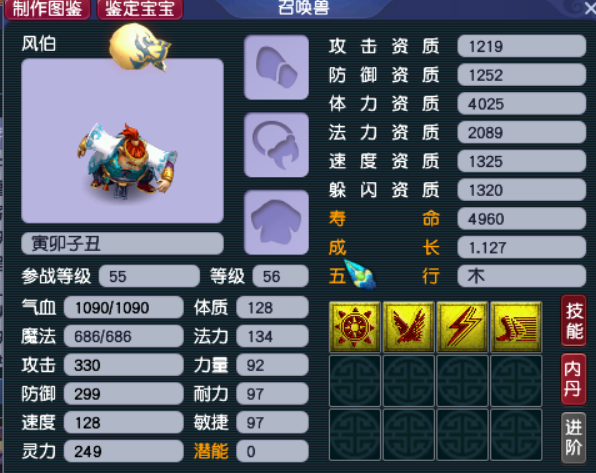 制作图鉴 鉴定宝宝 召唤兽
风伯
寅卯子丑
参战等级 55 等级 56
气血 1090/1090 体质 128
魔法 686/686 法力 134
攻击 330 力量 92
防御 299 耐力 97
速度 128 敏捷 97
灵力 249 潜能 0
攻击资质 1219
防御资质 1252
体力资质 4025
法力资质 2089
速度资质 1325
躲闪资质 1320
寿命 4960
成长 1.127
五行 木
技能
内丹
进阶